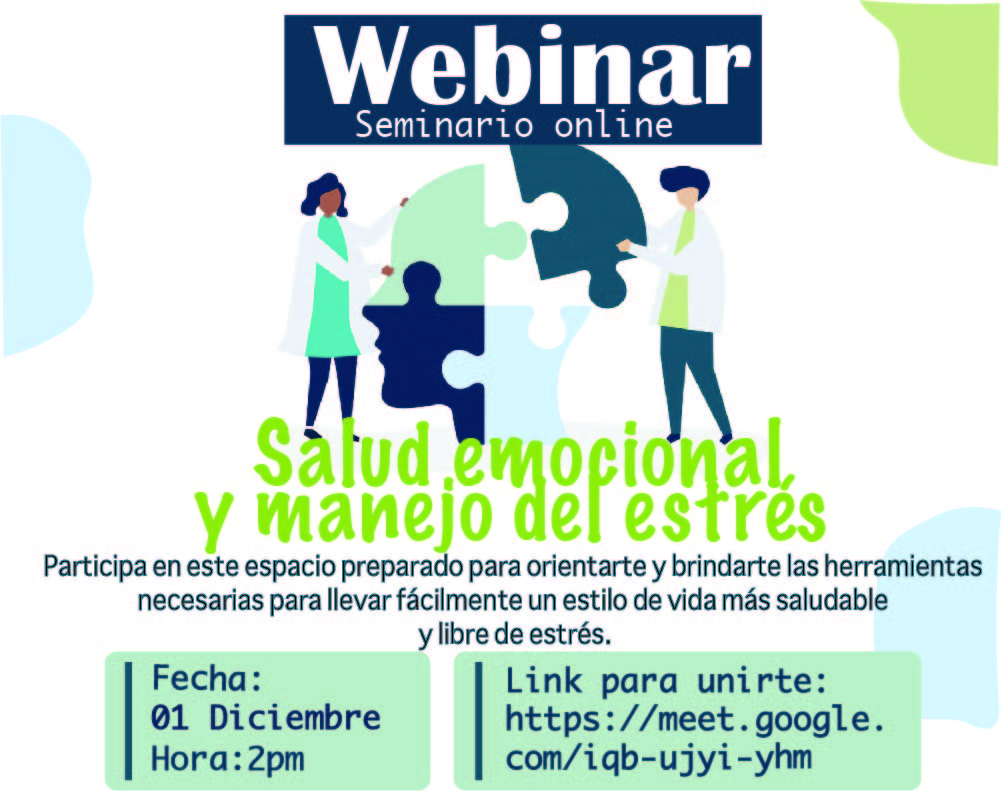 Webinar
Seminario online
Salud emocional
y manejo del estrés
Participa en este espacio preparado para orientarte y brindarte las herramientas
necesarias para llevar fácilmente un estilo de vida más saludable
y libre de estrés.
Fecha:
01 Diciembre
Hora:2pm
Link para unirte:
https://meet.google.
com/iqb-ujyi-yhm